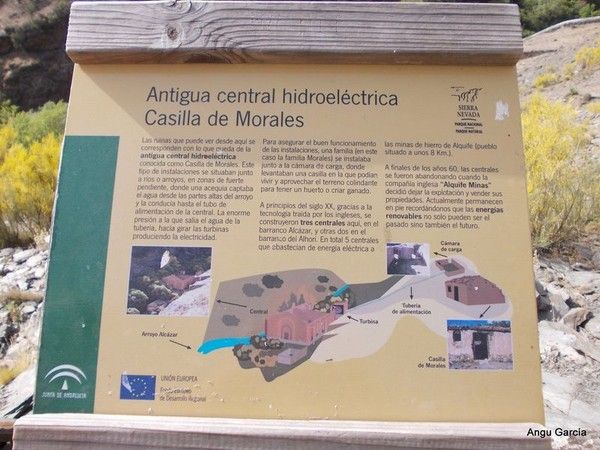 Antigua central hidroeléctrica
Casilla de Morales
SIERRA
NEVADA
PARQUE NACIONAL
PARQUE NATURAL
Las ruinas que puede ver desde aquí se
corresponden con lo que queda de la
antigua central hidroeléctrica
conocida como Casilla de Morales. Este
tipo de instalaciones se situaban junto
a ríos o arroyos, en zonas de fuerte
pendiente, donde una acequia captaba
el agua desde las partes altas del arroyo
y la conducía hasta el tubo de
alimentación de la central. La enorme
presión a la que salía el agua de la
tubería, hacía girar las turbinas
produciendo la electricidad.
Para asegurar el buen funcionamiento
de las instalaciones, una familia (en este
caso la familia Morales) se instalaba
junto a la cámara de carga, donde
levantaban una casilla en la que podían
vivir y aprovechar el terreno colindante
para tener un huerto o criar ganado.
A principios del siglo XX, gracias a la
tecnología traida por los ingleses, se
construyeron tres centrales aquí, en el
barranco Alcázar, y otras dos en el
barranco del Alhorí. En total 5 centrales
que abastecían de energía eléctrica a
las minas de hierro de Alquife (pueblo
situado a unos 8 Km.).
A finales de los años 60, las centrales
se fueron abandonando cuando la
compañía inglesa "Alquife Minas"
decidió dejar la explotación y vender sus
propiedades. Actualmente permanecen
en pie recordándonos que las energías
renovables no solo pueden ser el
pasado sino también el futuro.
Cámara
de carga
Central
Tubería
de alimentación
Turbina
Arroyo Alcázar
Casilla
de Morales
JUNTA DE ANDALUCIA
UNIÓN EUROPEA
de Desarrollo Regional
Angu García